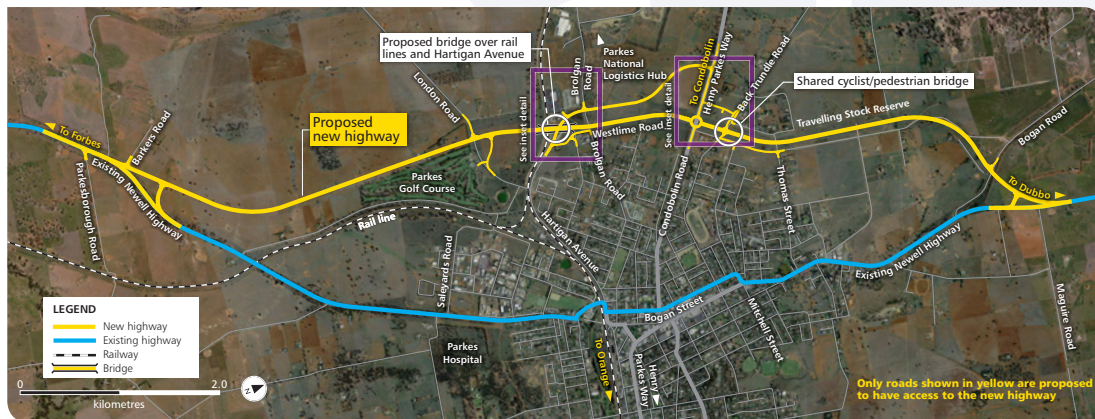 Proposed bridge over rail
lines and Hartigan Avenue
Parkes
National
Logistics Hub
Brolgan
Road
To Condobolin
Henry Parkes Way
Back Trundle Road
Shared cyclist/pedestrian bridge
See inset detail
See inset detail
London Road
Proposed
new highway
Westline Road
Travelling Stock Reserve
Bogan Road
To Forbes
Barkers Road
Existing Newell Highway
Parkesborough Road
Parkes
Golf Course
Brolgan Road
Condobolin Road
Thomas Street
To Dubbo
Rail line
Hartigan Avenue
Saleyards Road
Existing Newell Highway
Bogan Street
Mitchell Street
Maguire Road
Parkes
Hospital
To Orange
Henry
Parkes Way
LEGEND
New highway
Existing highway
Railway
Bridge
0 2.0
kilometres
N
Only roads shown in yellow are proposed
to have access to the new highway